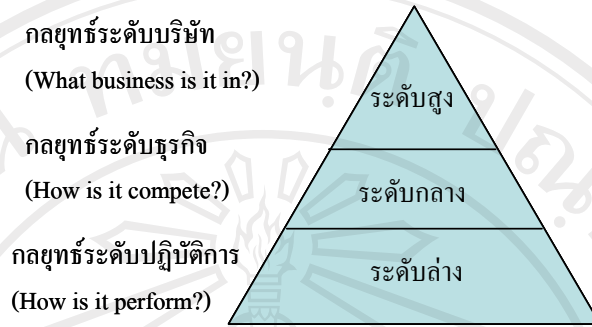 กลยุทธ์ระดับบริษัท
(What business is it in?)
ระดับสูง
กลยุทธ์ระดับธุรกิจ
(How is it compete?)
ระดับกลาง
กลยุทธ์ระดับปฏิบัติการ
(How is it perform?)
ระดับล่าง